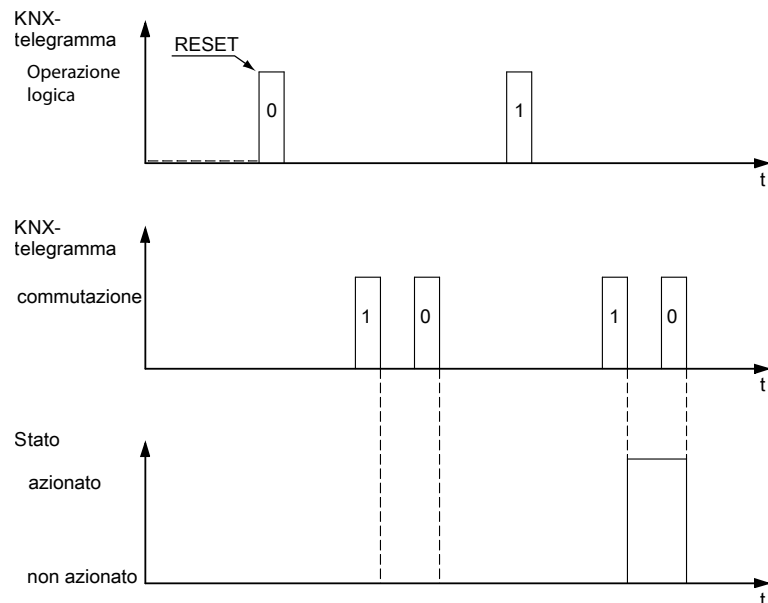 KNX-
telegramma
RESET
Operazione
logica
0
1
t
KNX-
telegramma
commutazione
1
0
1
0
t
Stato
azionato
non azionato
t